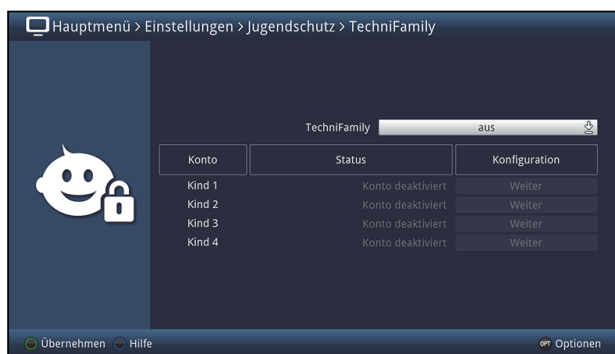 Hauptmenü > Einstellungen > Jugendschutz > TechniFamily
TechniFamily aus
Konto Status Konfiguration
Kind 1 Konto deaktiviert Weiter
Kind 2 Konto deaktiviert Weiter
Kind 3 Konto deaktiviert Weiter
Kind 4 Konto deaktiviert Weiter
Übernehmen Hilfe OPT Optionen